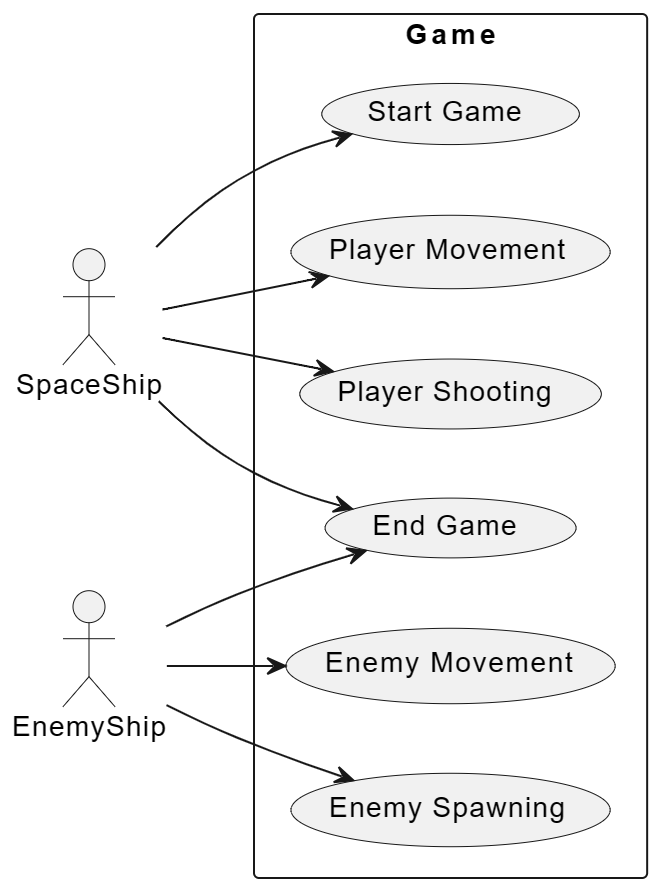 Game
Start Game
Player Movement
Player Shooting
SpaceShip
End Game
Enemy Movement
EnemyShip
Enemy Spawning